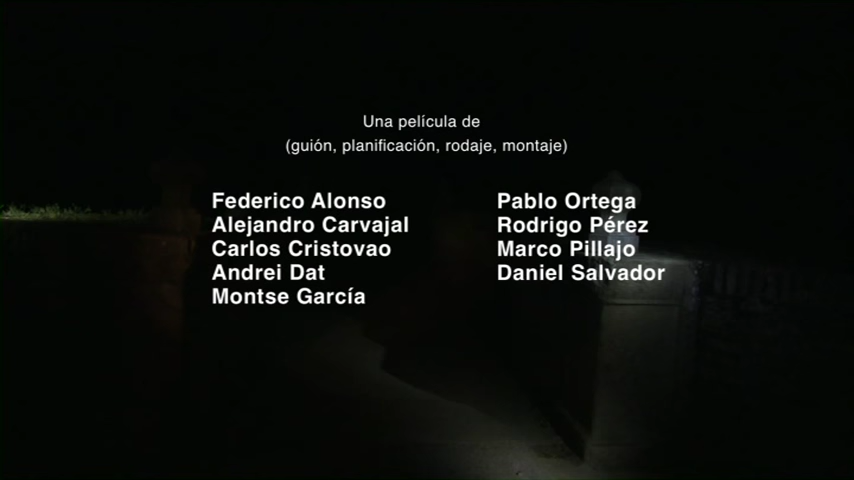 Una película de
(guión, planificación, rodaje, montaje)
Federico Alonso
Alejandro Carvajal
Carlos Cristovao
Andrei Dat
Montse García
Pablo Ortega
Rodrigo Pérez
Marco Pillajo
Daniel Salvador